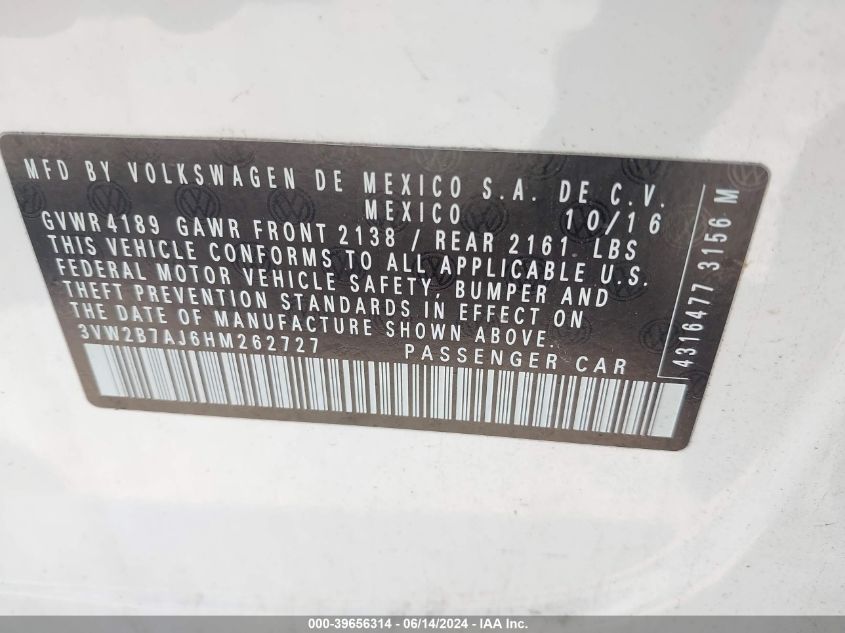 MFD BY VOLKSWAGEN DE MEXICO S.A. DE C.V.
MEXICO 10/16
GVWR4189 GAWR FRONT 2138 / REAR 2161 LBS
THIS VEHICLE CONFORMS TO ALL APPLICABLE U.S.
FEDERAL MOTOR VEHICLE SAFETY, BUMPER AND
THEFT PREVENTION STANDARDS IN EFFECT ON
THE DATE OF MANUFACTURE SHOWN ABOVE.
3VW2B7AJ6HM262727 PASSENGER CAR
4316477 3156 M
000-39656314 - 06/14/2024 - IAA Inc.